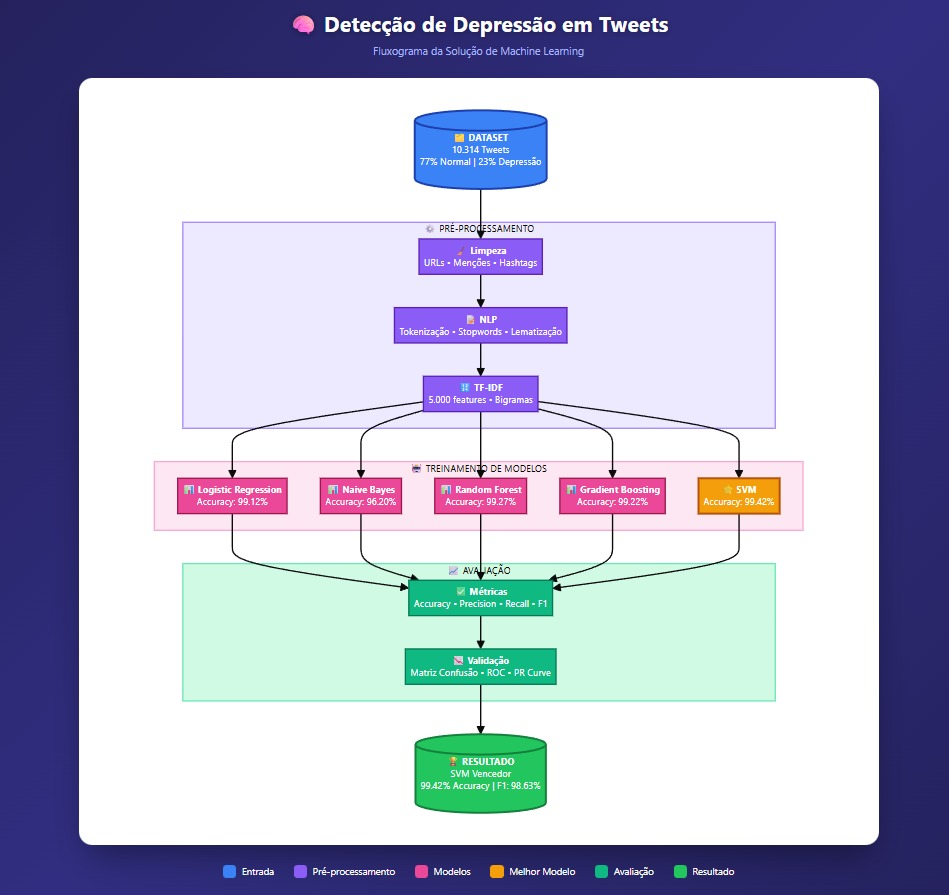 Detecção de Depressão em Tweets
Fluxograma da Solução de Machine Learning
DATASET
10.314 Tweets
77% Normal | 23% Depressão
PRÉ-PROCESSAMENTO
Limpeza
URLs • Menções • Hashtags
NLP
Tokenização • Stopwords • Lematização
TF-IDF
5.000 features • Bigramas
TREINAMENTO DE MODELOS
Logistic Regression
Accuracy: 99.12%
Naive Bayes
Accuracy: 96.20%
Random Forest
Accuracy: 99.27%
Gradient Boosting
Accuracy: 99.22%
SVM
Accuracy: 99.42%
AVALIAÇÃO
Métricas
Accuracy • Precision • Recall • F1
Validação
Matriz Confusão • ROC • PR Curve
RESULTADO
SVM Vencedor
99.42% Accuracy | F1: 98.63%
Entrada
Pré-processamento
Modelos
Melhor Modelo
Avaliação
Resultado